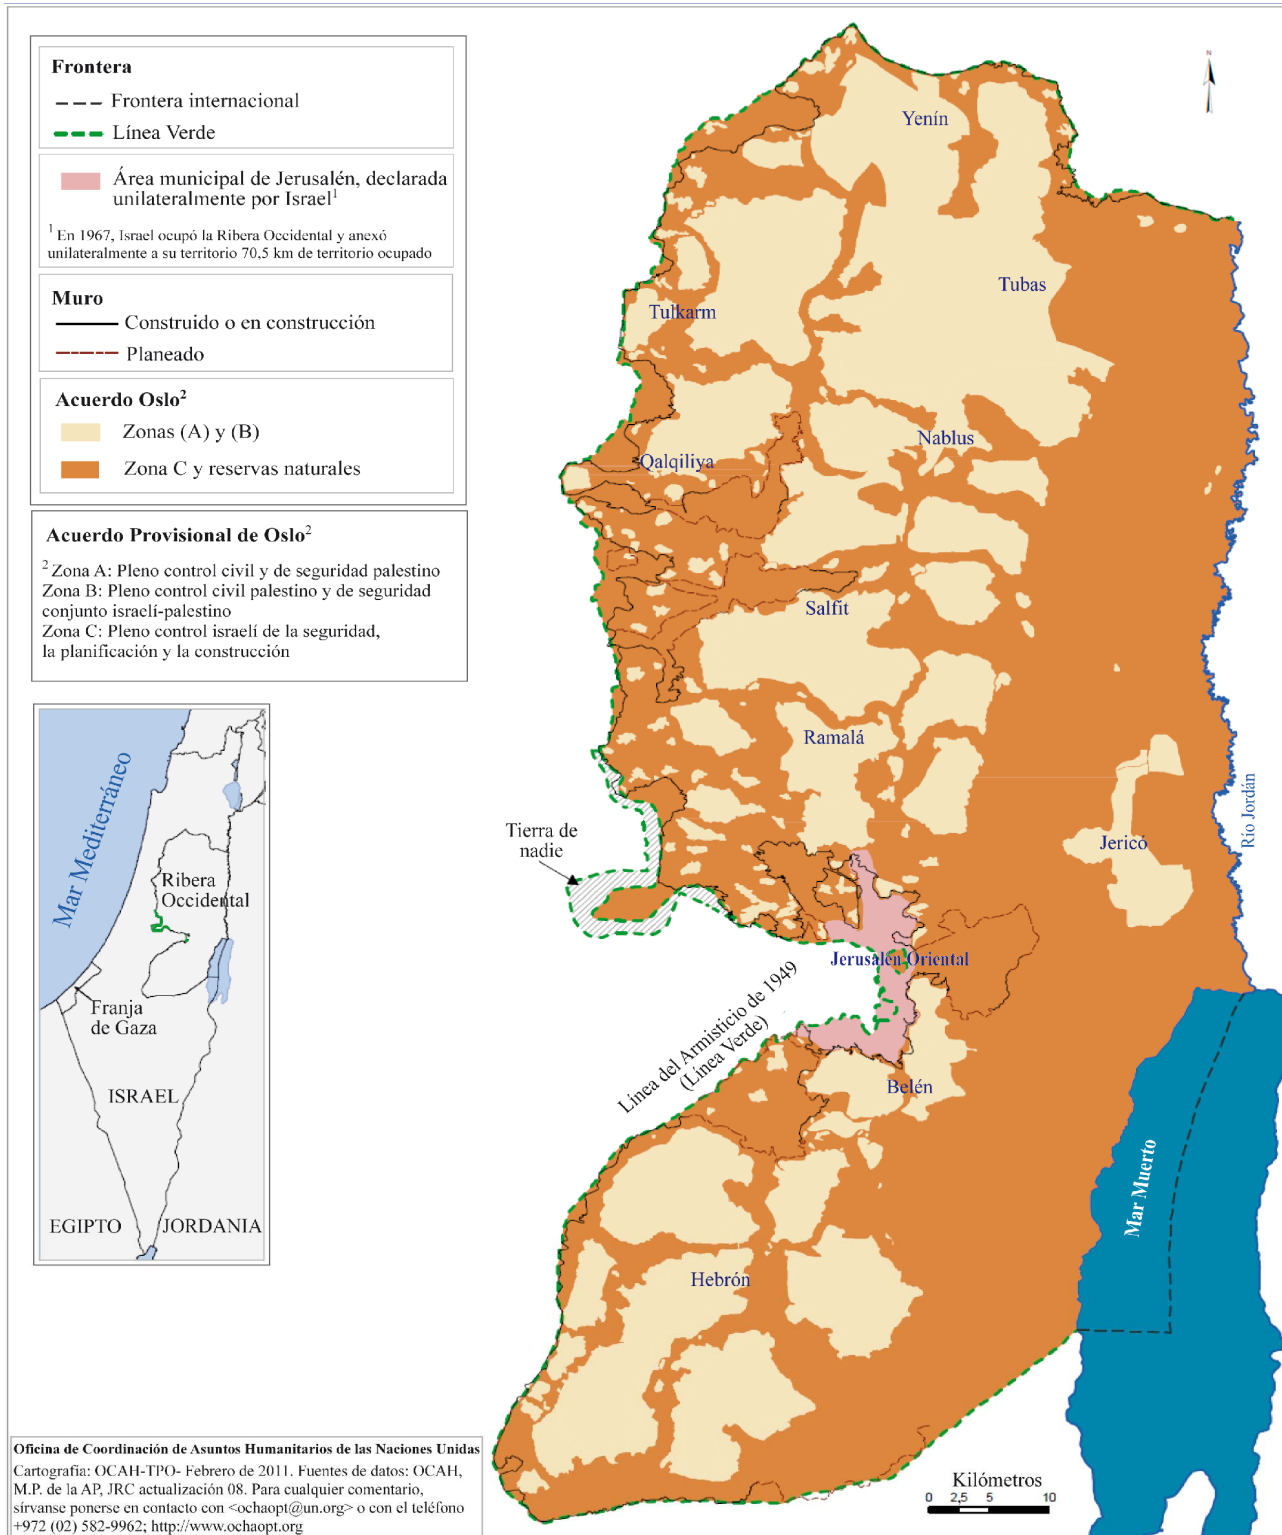 Frontera
Frontera internacional
Línea Verde
Área municipal de Jerusalén, declarada
unilateralmente por Israel1
1 En 1967, Israel ocupó la Ribera Occidental y anexó
unilateralmente a su territorio 70,5 km de territorio ocupado
Muro
Construido o en construcción
Planeado
Acuerdo Oslo2
Zonas (A) y (B)
Zona C y reservas naturales
Acuerdo Provisional de Oslo2
2 Zona A: Pleno control civil y de seguridad palestino
Zona B: Pleno control civil palestino y de seguridad
conjunto israelí-palestino
Zona C: Pleno control israelí de la seguridad,
la planificación y la construcción
Mar Mediterráneo
Ribera
Occidental
Franja
de Gaza
ISRAEL
EGIPTO
JORDANIA
N
Yenín
Tubas
Tulkarm
Nablus
Qalqiliya
Salfit
Ramalá
Jericó
Río Jordán
Tierra de
nadie
Jerusalén Oriental
Línea del Armisticio de 1949
(Línea Verde)
Belén
Mar Muerto
Hebrón
Kilómetros
0 2,5 5 10
Oficina de Coordinación de Asuntos Humanitarios de las Naciones Unidas
Cartografía: OCAH-TPO- Febrero de 2011. Fuentes de datos: OCAH,
M.P. de la AP, JRC actualización 08. Para cualquier comentario,
sírvanse ponerse en contacto con <ochaopt@un.org> o con el teléfono
+972 (02) 582-9962; http://www.ochaopt.org